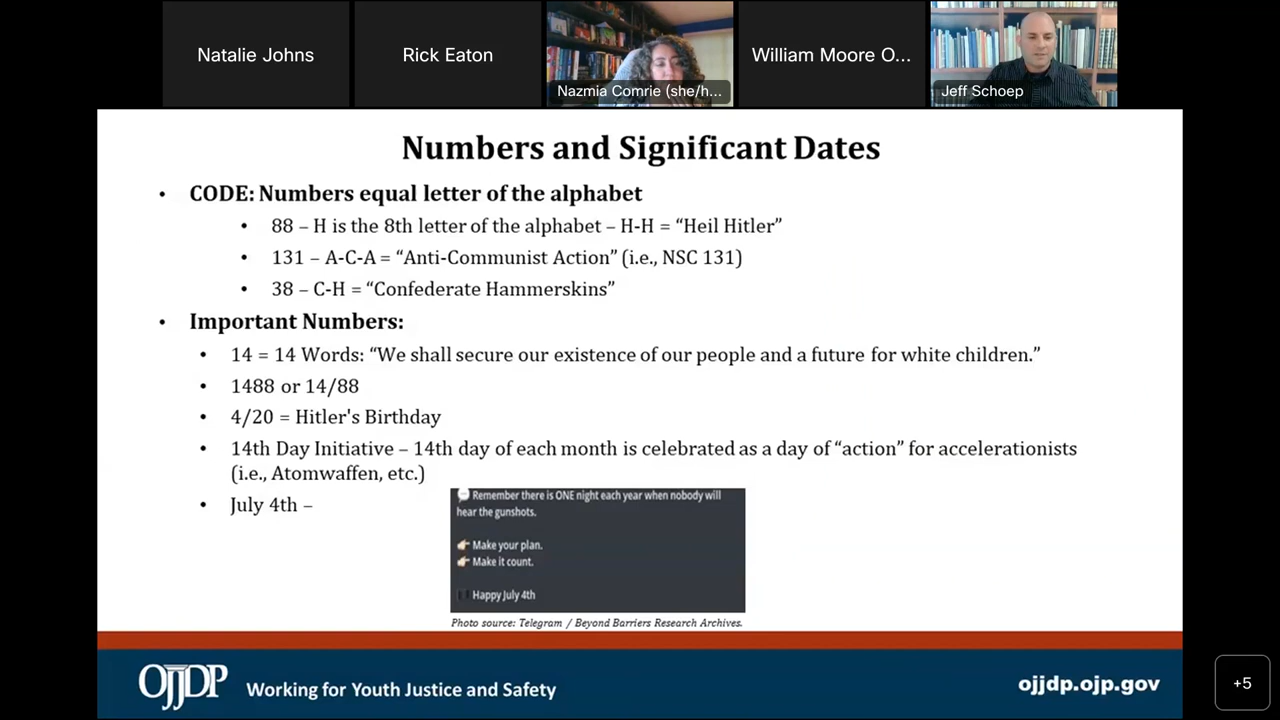 Natalie Johns
Rick Eaton
Nazmia Comrie (she/h...
William Moore O...
Jeff Schoep
Numbers and Significant Dates
• CODE: Numbers equal letter of the alphabet
• 88 – H is the 8th letter of the alphabet – H-H = “Heil Hitler”
• 131 – A-C-A = “Anti-Communist Action” (i.e., NSC 131)
• 38 – C-H = “Confederate Hammerskins”
• Important Numbers:
• 14 = 14 Words: “We shall secure our existence of our people and a future for white children.”
• 1488 or 14/88
• 4/20 = Hitler's Birthday
• 14th Day Initiative – 14th day of each month is celebrated as a day of “action” for accelerationists
(i.e., Atomwaffen, etc.)
• July 4th –
Remember there is ONE night each year when nobody will
hear the gunshots.
Make your plan.
Make it count.
Happy July 4th
Photo source: Telegram / Beyond Barriers Research Archives.
OJJDP Working for Youth Justice and Safety
ojjdp.ojp.gov
+5